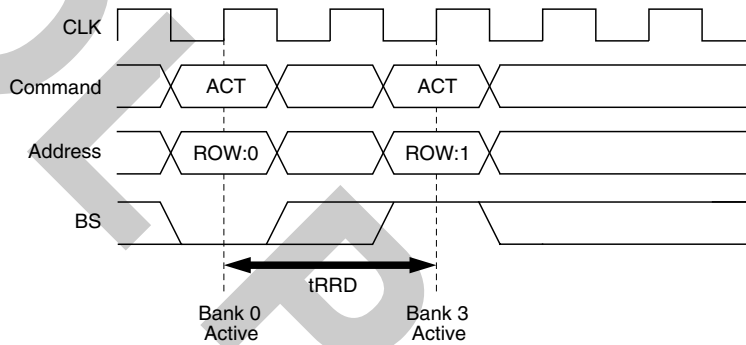 CLK
Command ACT ACT
Address ROW:0 ROW:1
BS
tRRD
Bank 0 Bank 3
Active Active